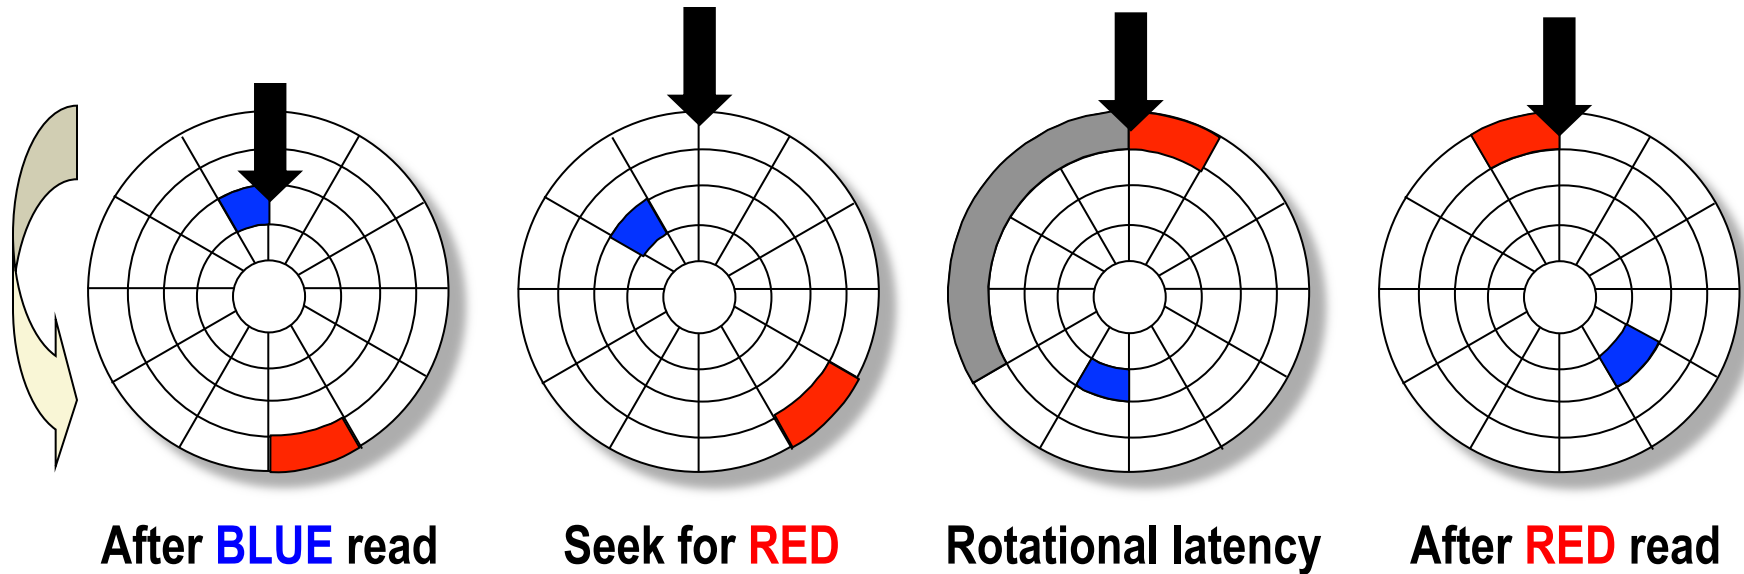 After BLUE read
Seek for RED
Rotational latency
After RED read